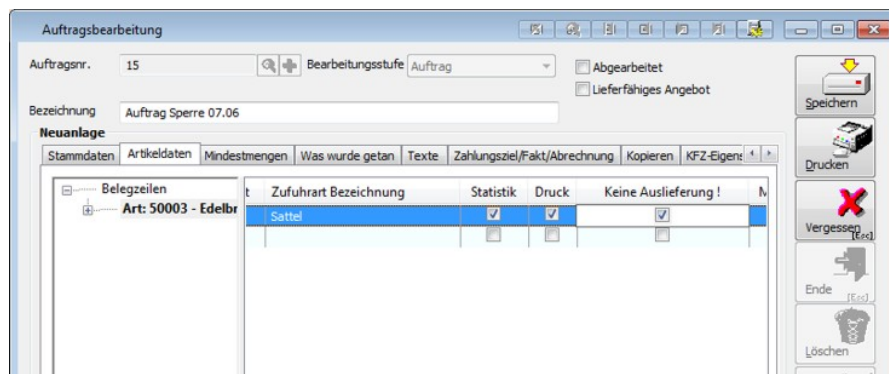 Auftragsbearbeitung
Auftragsnr. 15 Bearbeitungsstufe Auftrag Abgearbeitet
Lieferfähiges Angebot
Bezeichnung Auftrag Sperre 07.06
Speichern
Neuanlage
Stammdaten Artikeldaten Mindestmengen Was wurde getan Texte Zahlungsziel/Fakt/Abrechnung Kopieren KFZ-Eigens
Drucken
Belegzeilen
Art: 50003 - Edelbr
t Zufuhrart Bezeichnung Statistik Druck Keine Auslieferung ! M
Sattel
Vergessen [Esc]
Ende [Esc]
Löschen